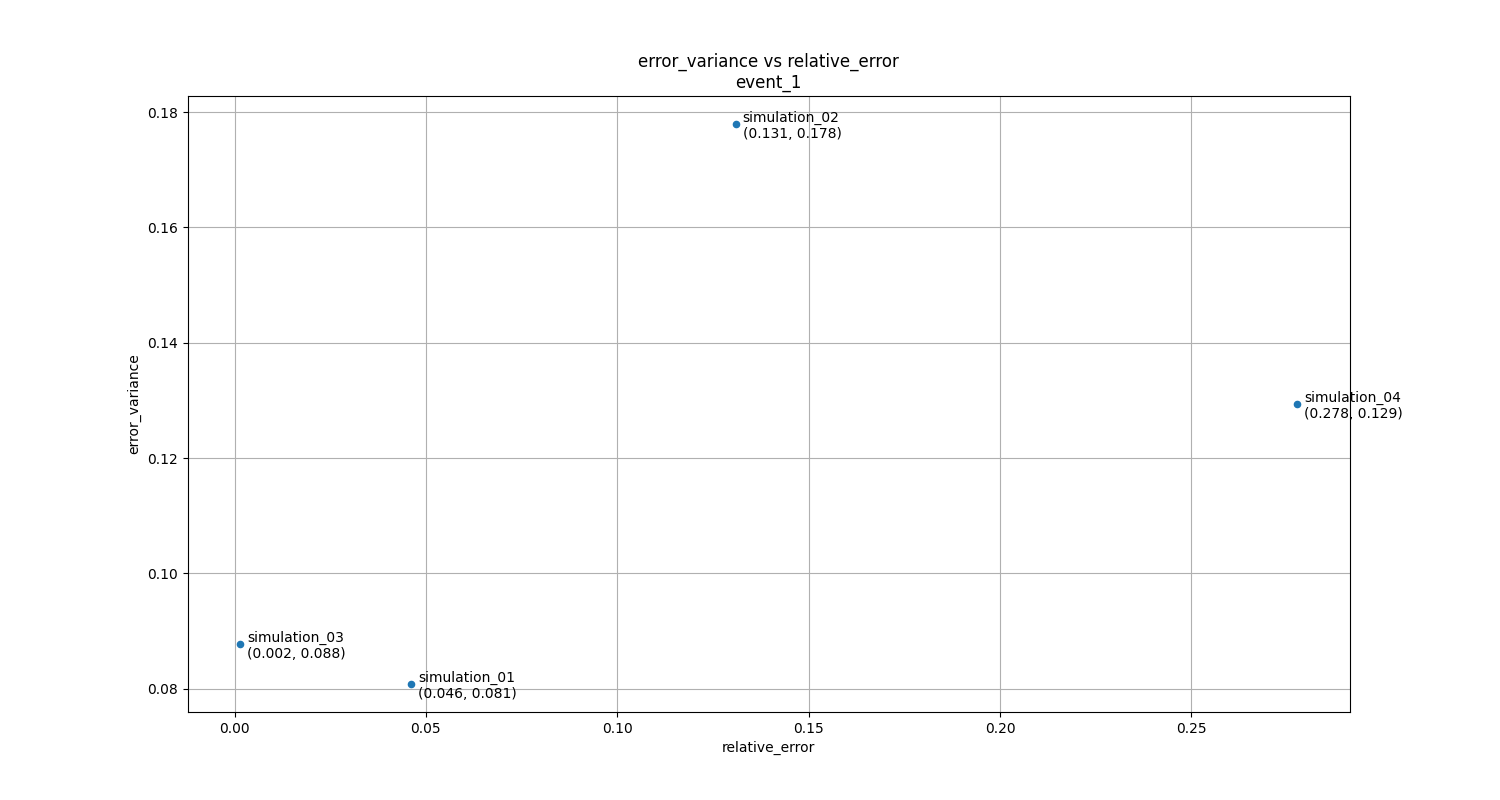 error_variance vs relative_error
event_1
0.18
0.16
0.14
0.12
0.10
0.08
error_variance
simulation_02
(0.131, 0.178)
simulation_04
(0.278, 0.129)
simulation_03
(0.002, 0.088)
simulation_01
(0.046, 0.081)
0.00 0.05 0.10 0.15 0.20 0.25
relative_error